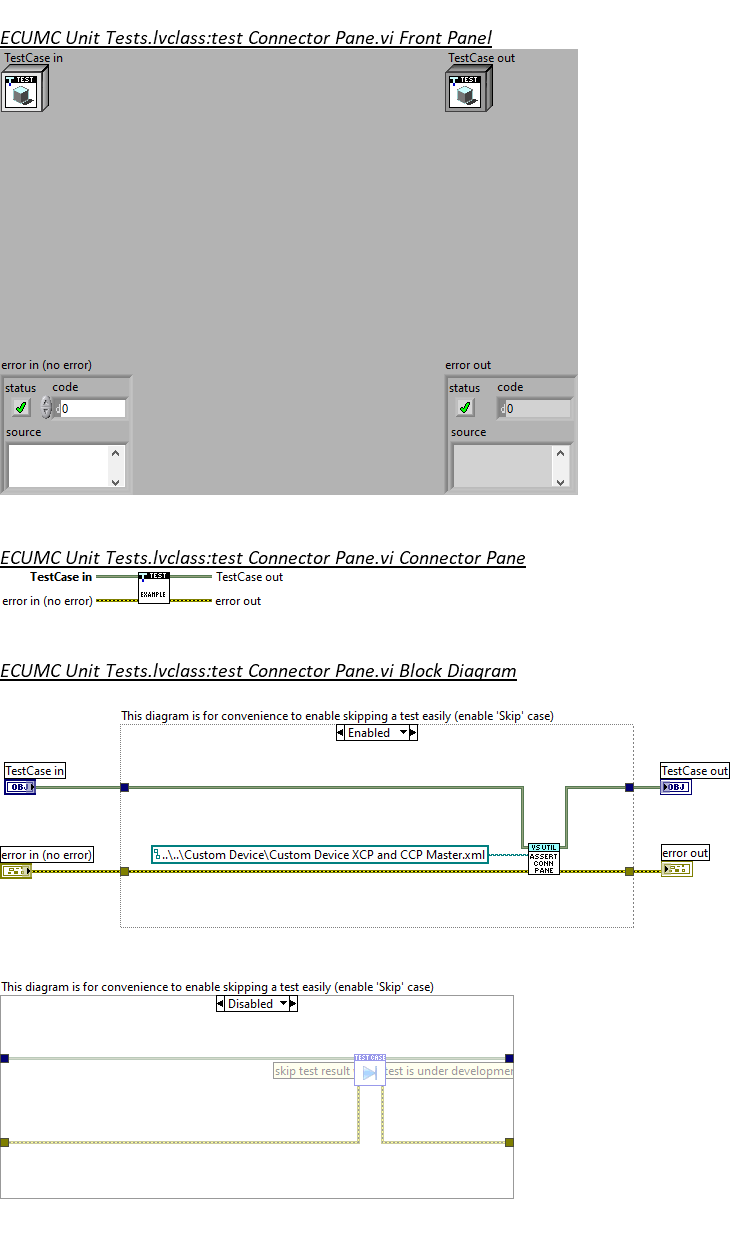 ECUMC Unit Tests.lvclass:test Connector Pane.vi Front Panel
TestCase in
TestCase out
TEST
TEST
error in (no error)
error out
status
code
status
code
d0
d0
source
source
ECUMC Unit Tests.lvclass:test Connector Pane.vi Connector Pane
TestCase in
TEST
TestCase out
error in (no error)
EXAMPLE
error out
ECUMC Unit Tests.lvclass:test Connector Pane.vi Block Diagram
This diagram is for convenience to enable skipping a test easily (enable 'Skip' case)
Enabled
TestCase in
OBJ
TestCase out
OBJ
error in (no error)
..\..\Custom Device\Custom Device XCP and CCP Master.xml
VS UTIL
ASSERT
CONN
PANE
error out
This diagram is for convenience to enable skipping a test easily (enable 'Skip' case)
Disabled
TEST CASE
skip test result
test is under